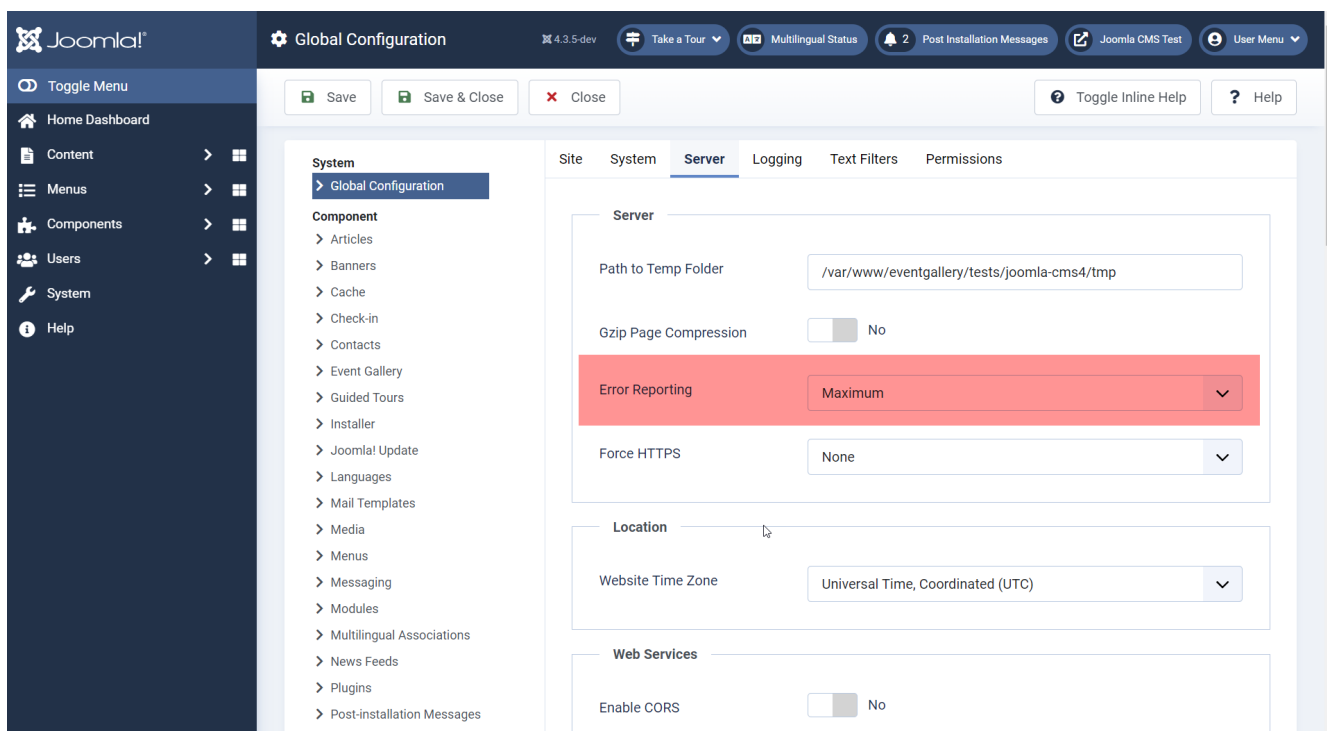 Joomla!®
Global Configuration
4.3.5-dev
Take a Tour
Multilingual Status
2 Post Installation Messages
Joomla CMS Test
User Menu
Toggle Menu
Home Dashboard
Content
Menus
Components
Users
System
Help
Save
Save & Close
Close
Toggle Inline Help
? Help
System
Global Configuration
Component
Articles
Banners
Cache
Check-in
Contacts
Event Gallery
Guided Tours
Installer
Joomla! Update
Languages
Mail Templates
Media
Menus
Messaging
Modules
Multilingual Associations
News Feeds
Plugins
Post-installation Messages
Site System Server Logging Text Filters Permissions
Server
Path to Temp Folder /var/www/eventgallery/tests/joomla-cms4/tmp
Gzip Page Compression No
Error Reporting Maximum
Force HTTPS None
Location
Website Time Zone Universal Time, Coordinated (UTC)
Web Services
Enable CORS No